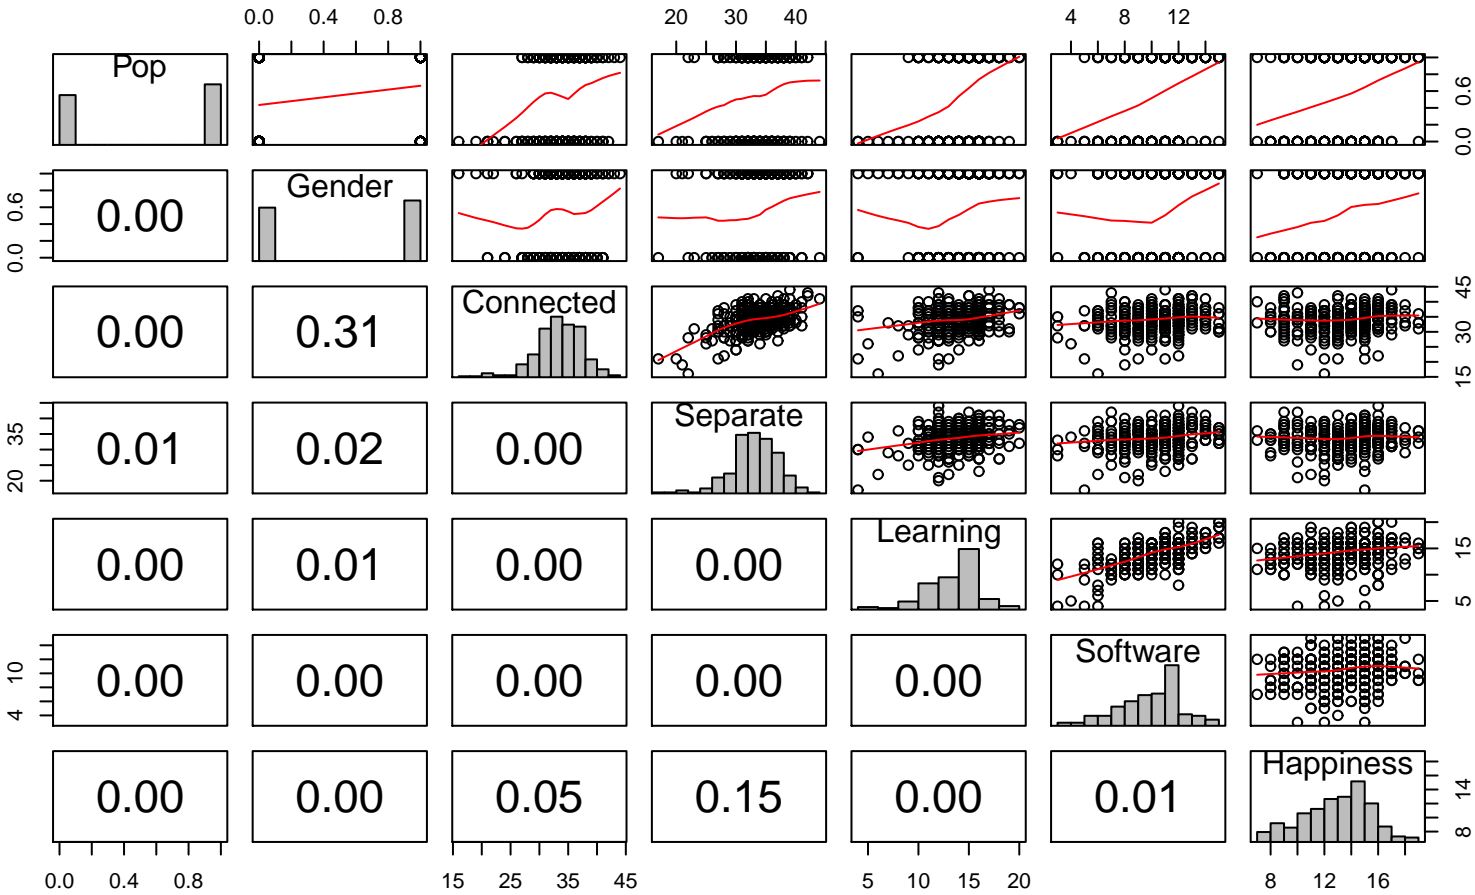 0.0 0.4 0.8 20 30 40 4 8 12
Pop 0.0 0.6
0.0 0.6 0.00 Gender
0.00 0.31 Connected 15 30 45
20 35 0.01 0.02 0.00 Separate
0.00 0.01 0.00 0.00 Learning 5 15
4 10 0.00 0.00 0.00 0.00 0.00 Software
0.00 0.00 0.05 0.15 0.00 0.01 Happiness 8 14
0.0 0.4 0.8 15 25 35 45 5 10 15 20 8 12 16